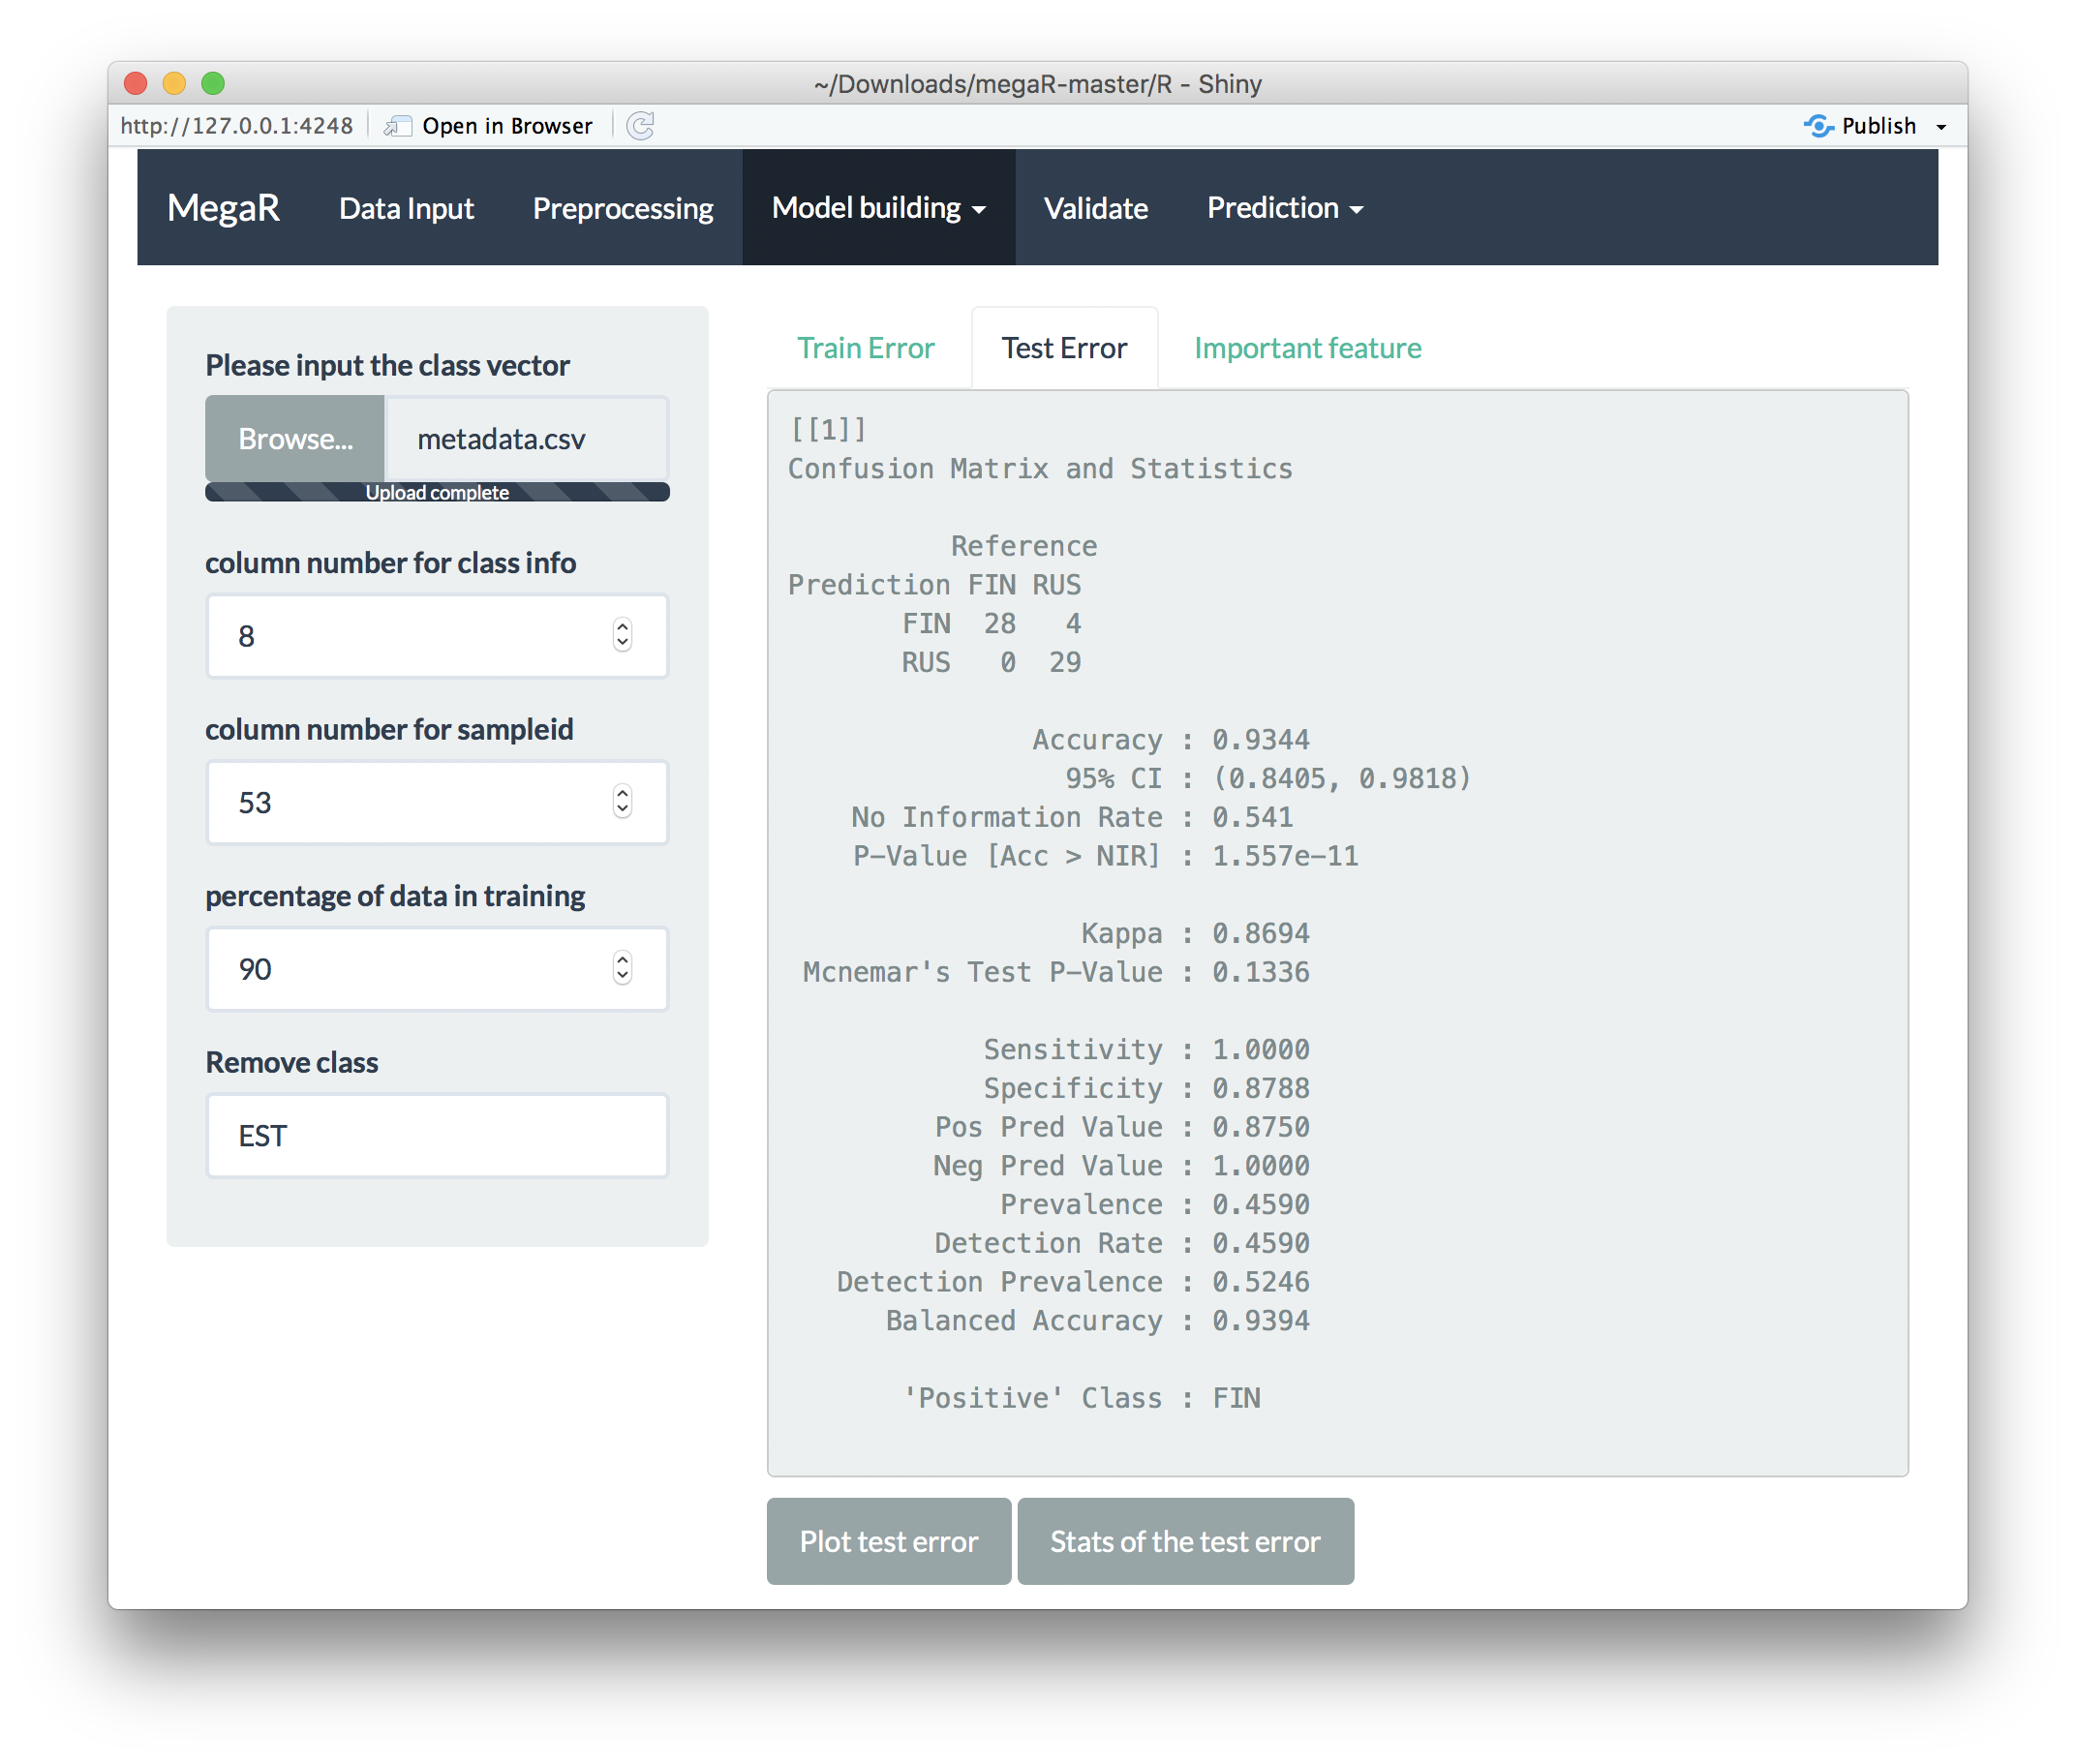 ~/Downloads/megaR-master/R - Shiny
http://127.0.0.1:4248 Open in Browser Publish
MegaR Data Input Preprocessing Model building Validate Prediction
Please input the class vector
Browse... metadata.csv
Upload complete
column number for class info
8
column number for sampleid
53
percentage of data in training
90
Remove class
EST
Train Error Test Error Important feature
[[1]]
Confusion Matrix and Statistics
Reference
Prediction FIN RUS
FIN 28 4
RUS 0 29
Accuracy : 0.9344
95% CI : (0.8405, 0.9818)
No Information Rate : 0.541
P-Value [Acc > NIR] : 1.557e-11
Kappa : 0.8694
Mcnemar's Test P-Value : 0.1336
Sensitivity : 1.0000
Specificity : 0.8788
Pos Pred Value : 0.8750
Neg Pred Value : 1.0000
Prevalence : 0.4590
Detection Rate : 0.4590
Detection Prevalence : 0.5246
Balanced Accuracy : 0.9394
'Positive' Class : FIN
Plot test error Stats of the test error